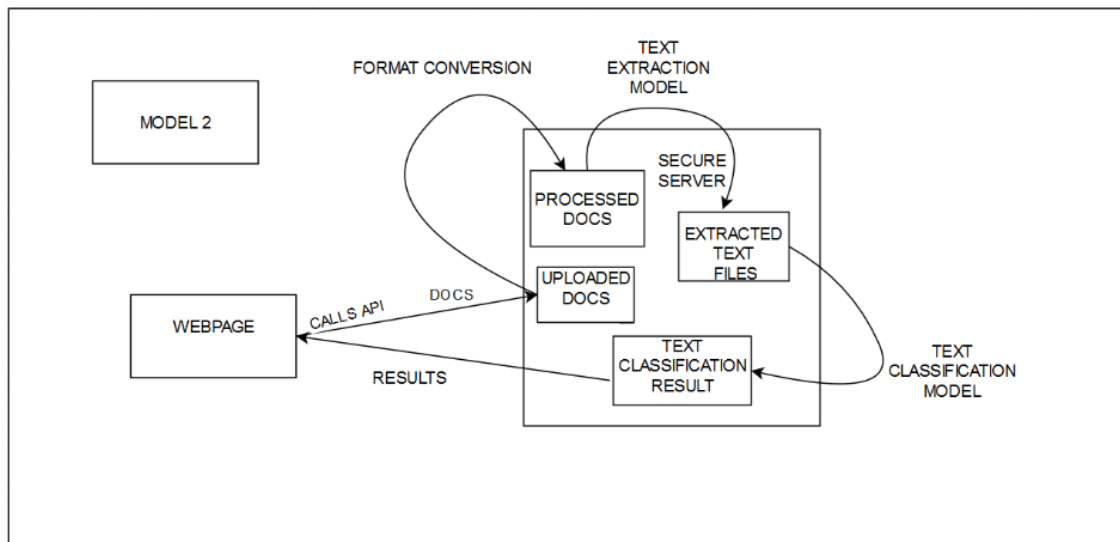 MODEL 2
FORMAT CONVERSION
TEXT
EXTRACTION
MODEL
SECURE
SERVER
PROCESSED
DOCS
EXTRACTED
TEXT
FILES
UPLOADED
DOCS
WEBPAGE
CALLS API
DOCS
RESULTS
TEXT
CLASSIFICATION
RESULT
TEXT
CLASSIFICATION
MODEL